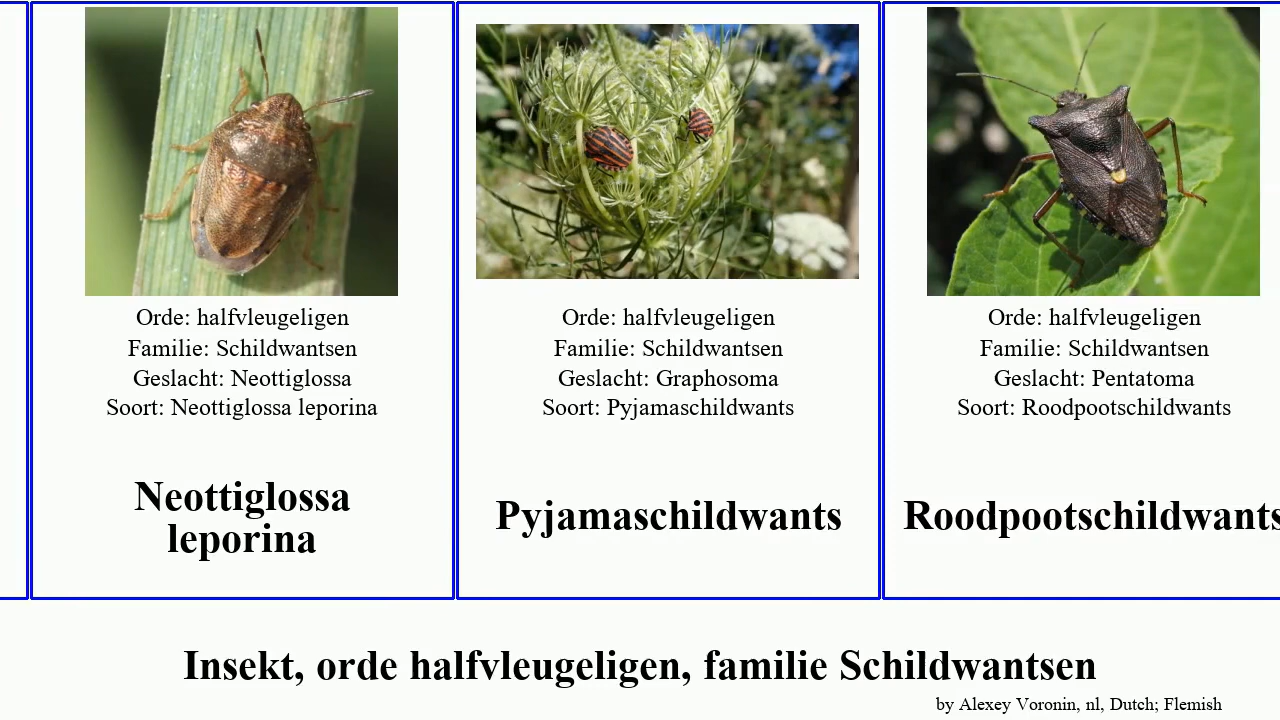 Orde: halfvleugeligen
Familie: Schildwantsen
Geslacht: Neottiglossa
Soort: Neottiglossa leporina
Neottiglossa
leporina
Orde: halfvleugeligen
Familie: Schildwantsen
Geslacht: Graphosoma
Soort: Pyjamaschildwants
Pyjamaschildwants
Orde: halfvleugeligen
Familie: Schildwantsen
Geslacht: Pentatoma
Soort: Roodpootschildwants
Roodpootschildwants
Insekt, orde halfvleugeligen, familie Schildwantsen
by Alexey Voronin, nl, Dutch; Flemish